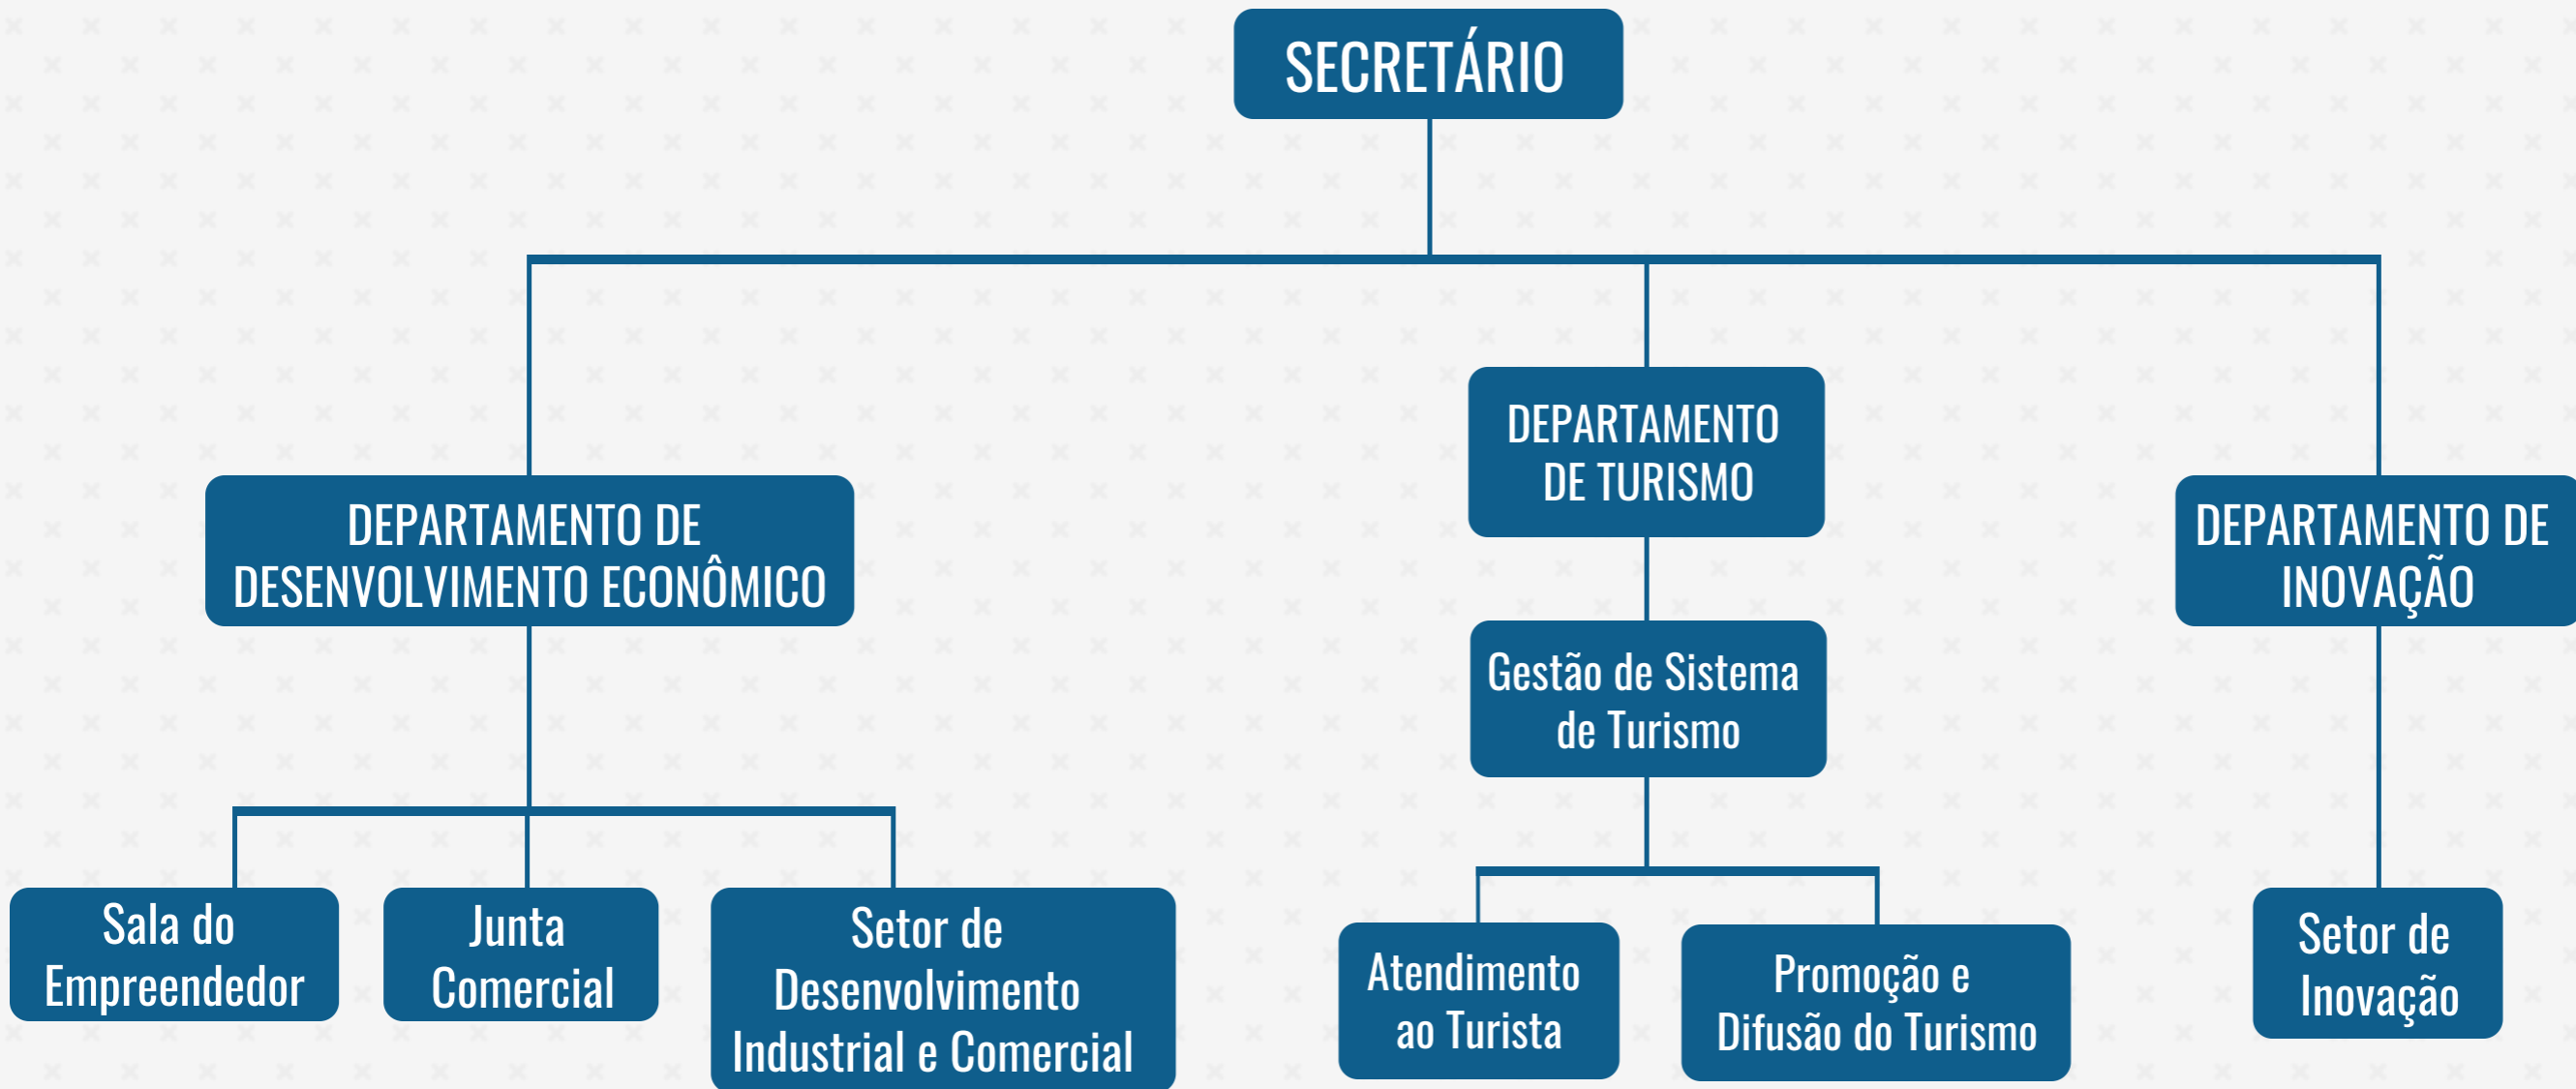 SECRETÁRIO
DEPARTAMENTO
DE TURISMO
DEPARTAMENTO DE
DESENVOLVIMENTO ECONÔMICO
DEPARTAMENTO DE
INOVAÇÃO
Gestão de Sistema
de Turismo
Sala do
Empreendedor
Junta
Comercial
Setor de
Desenvolvimento
Industrial e Comercial
Atendimento
ao Turista
Promoção e
Difusão do Turismo
Setor de
Inovação